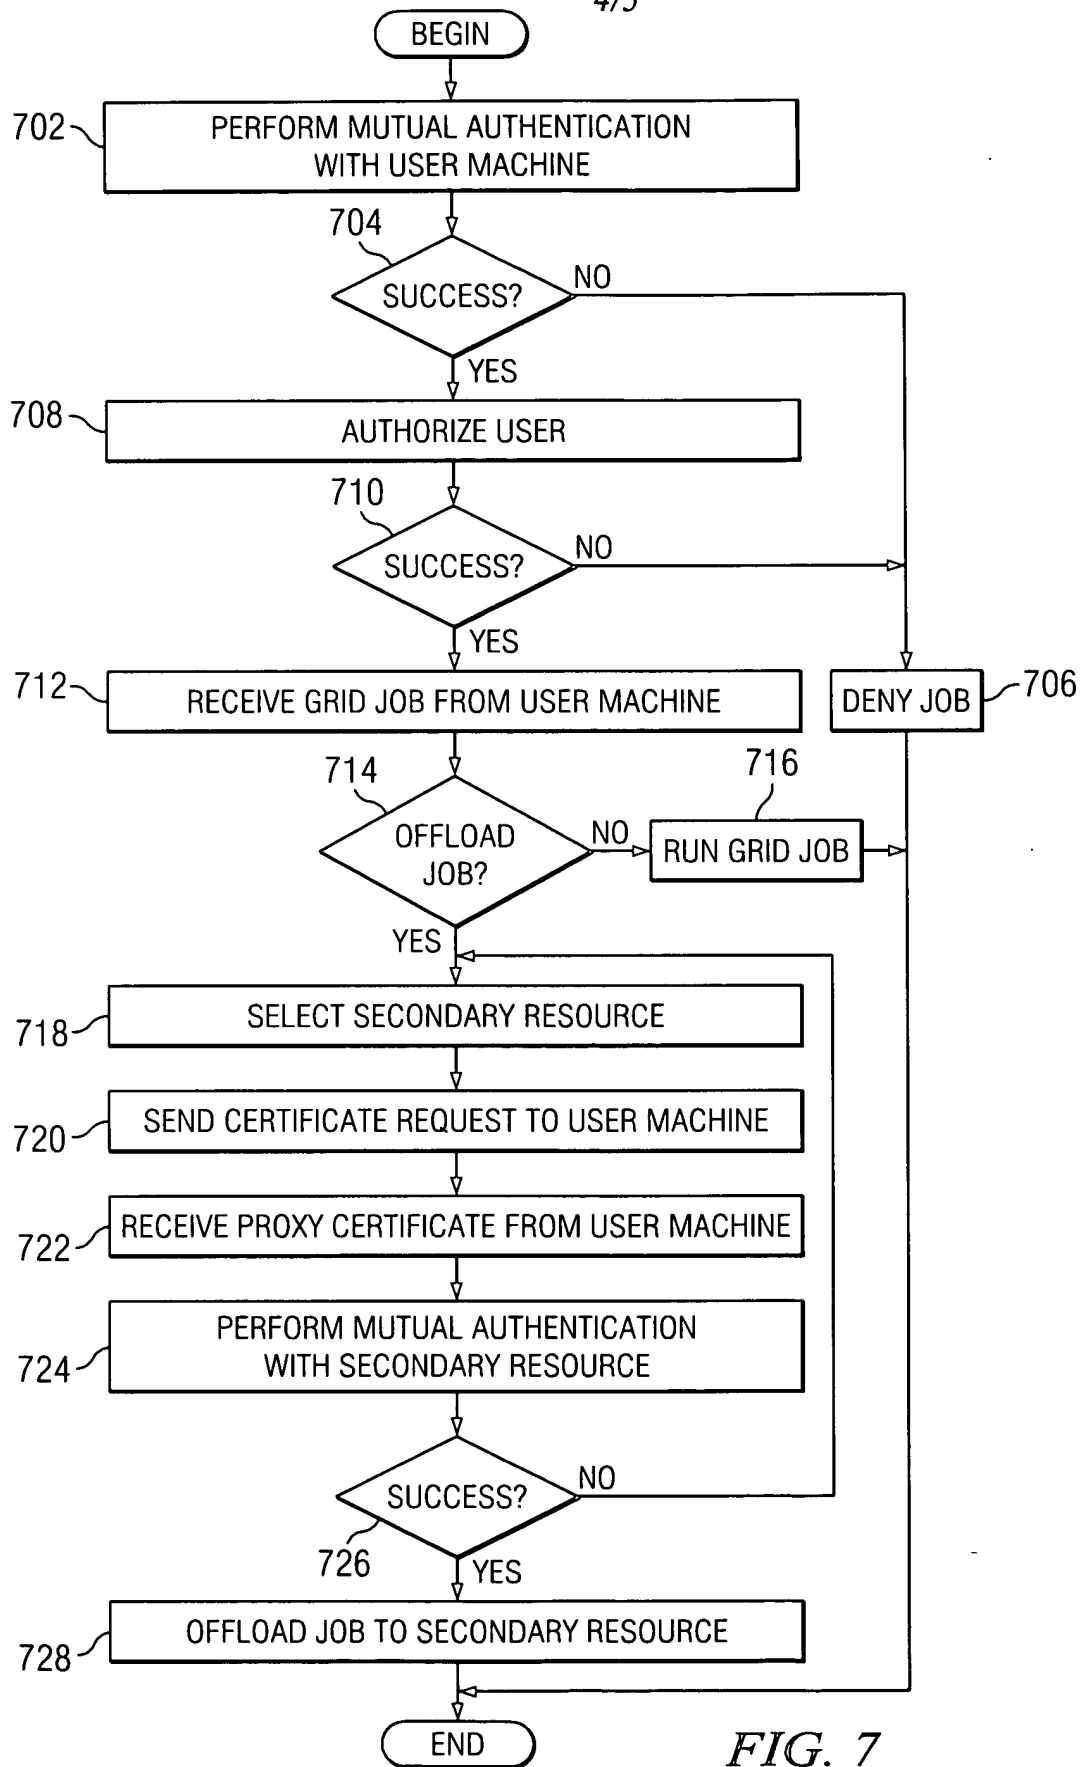 4/5
BEGIN
702
PERFORM MUTUAL AUTHENTICATION
WITH USER MACHINE
704
SUCCESS?
NO
YES
708
AUTHORIZE USER
710
SUCCESS?
NO
YES
712
RECEIVE GRID JOB FROM USER MACHINE
DENY JOB
706
714
716
OFFLOAD
JOB?
NO
RUN GRID JOB
YES
718
SELECT SECONDARY RESOURCE
720
SEND CERTIFICATE REQUEST TO USER MACHINE
722
RECEIVE PROXY CERTIFICATE FROM USER MACHINE
724
PERFORM MUTUAL AUTHENTICATION
WITH SECONDARY RESOURCE
SUCCESS?
NO
726
YES
728
OFFLOAD JOB TO SECONDARY RESOURCE
END
FIG. 7